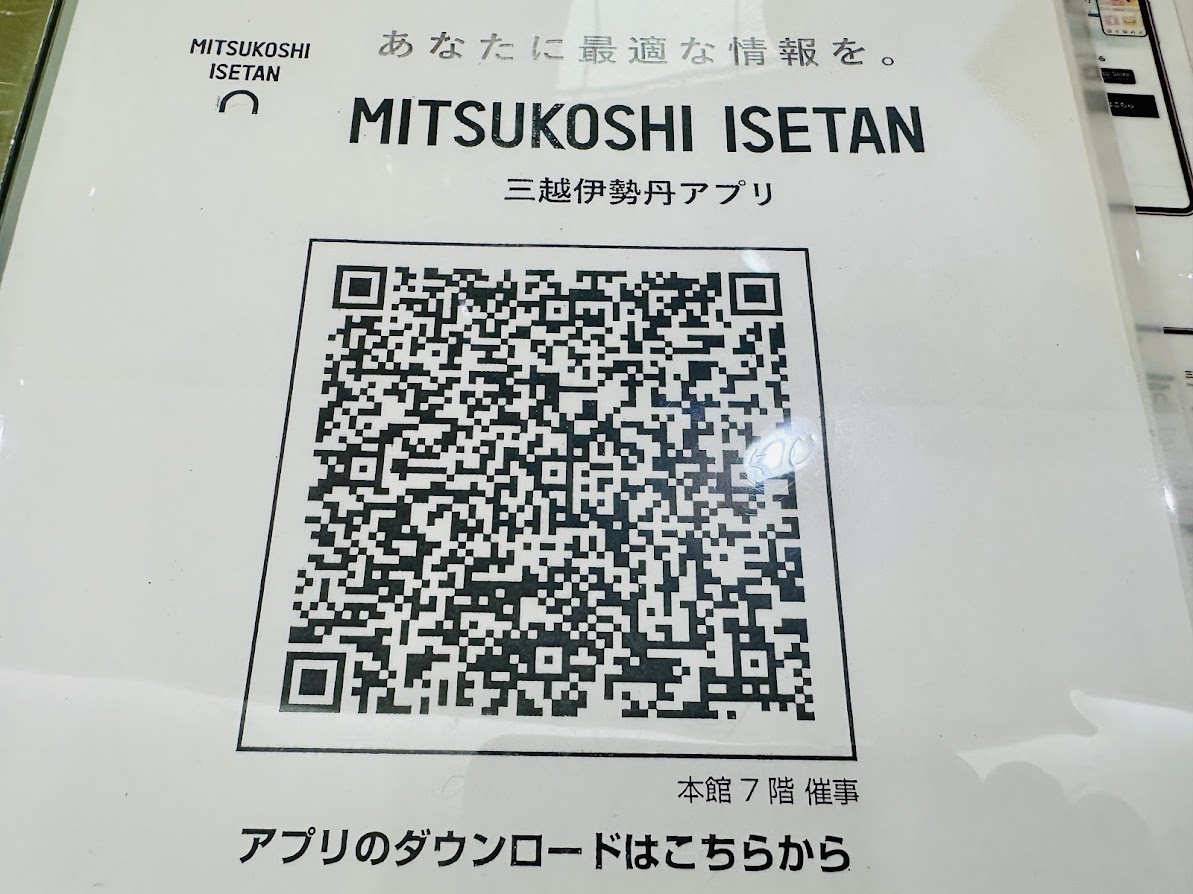 MITSUKOSHI
ISETAN
あなたに最適な情報を。
MITSUKOSHI ISETAN
三越伊勢丹アプリ
本館7階 催事
アプリのダウンロードはこちらから